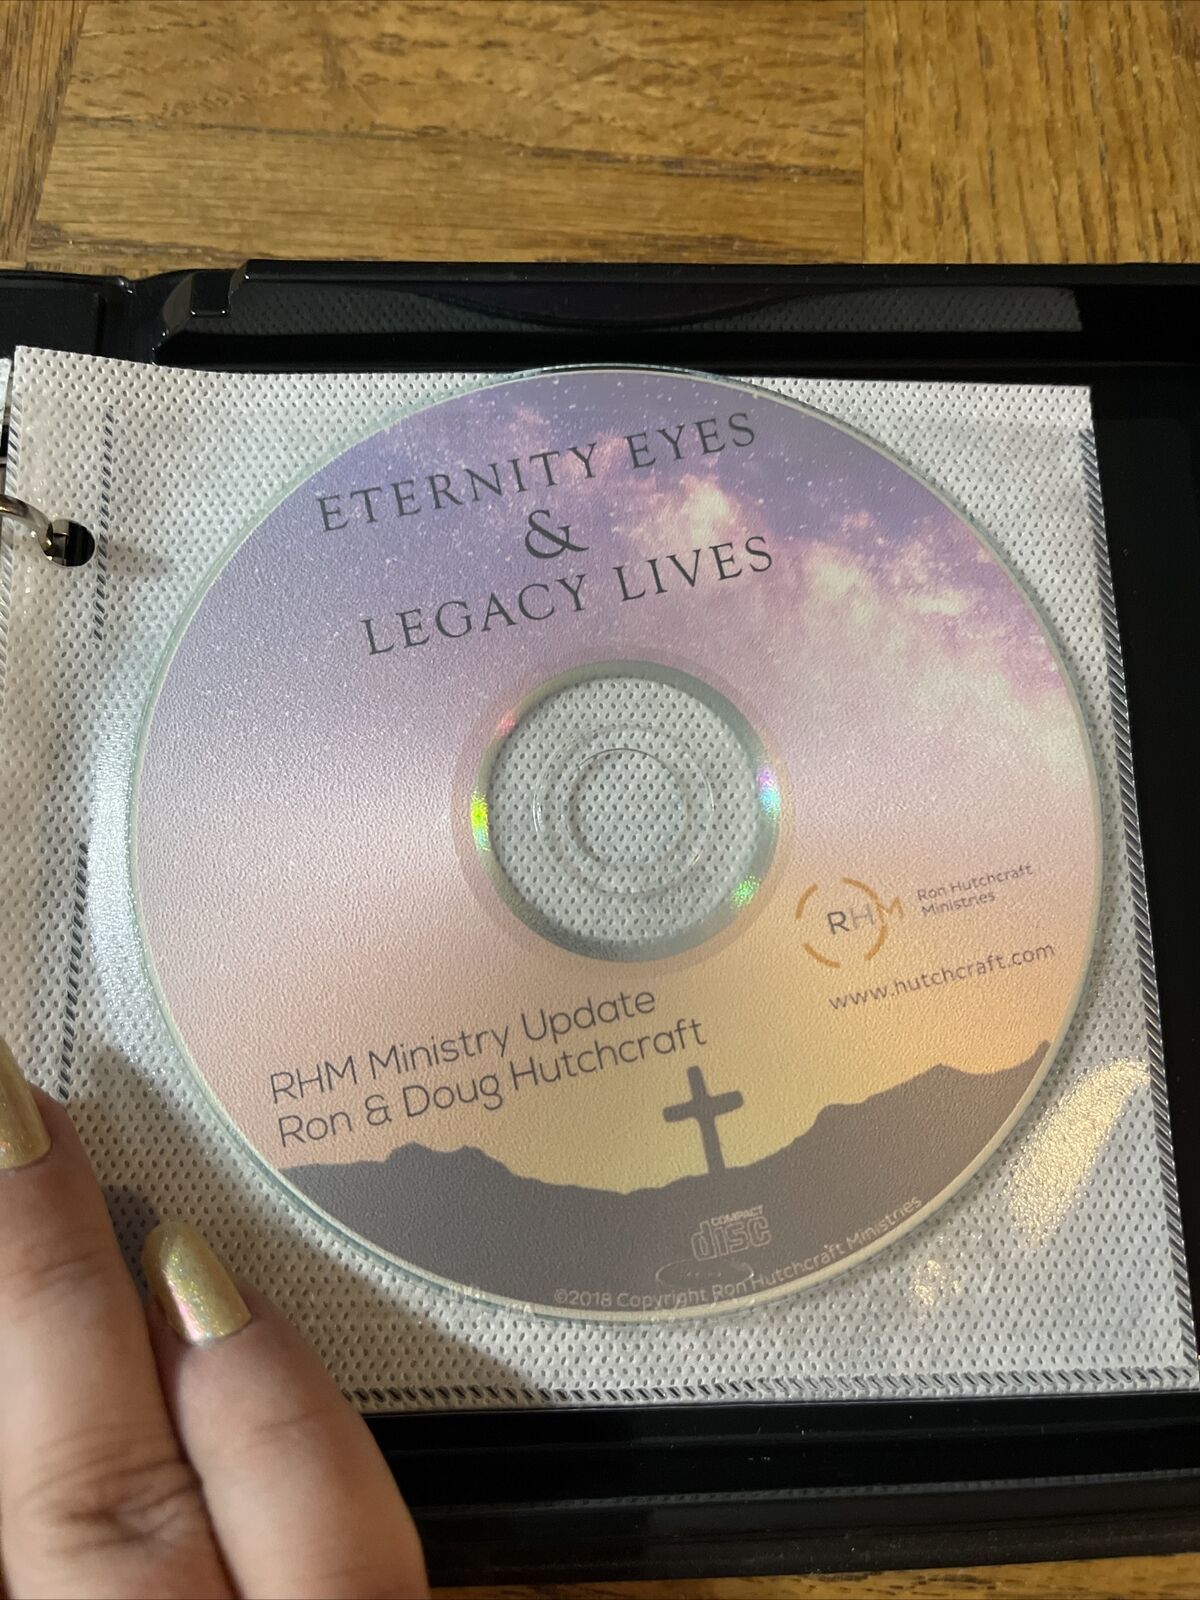 ETERNITY EYES
&
LEGACY LIVES
RHM
Ron Hutchcraft
Ministries
www.hutchcraft.com
RHM Ministry Update
Ron & Doug Hutchcraft
COMPACT
disc
©2018 Copyright Ron Hutchcraft Ministries